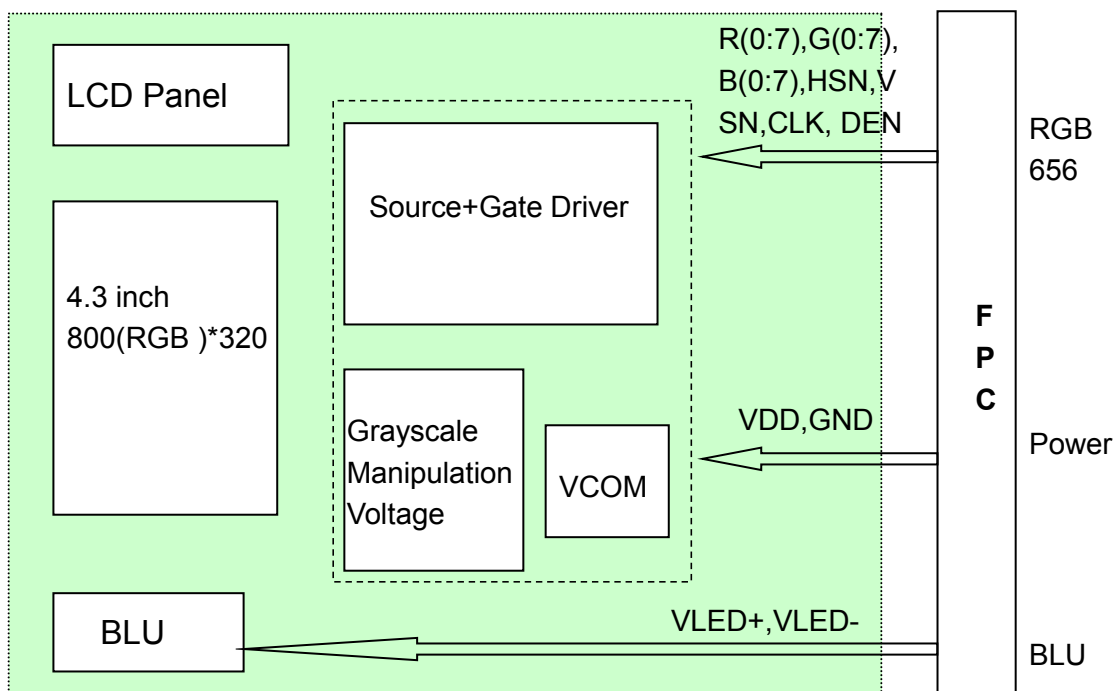 LCD Panel
4.3 inch
800(RGB )*320
BLU
Source+Gate Driver
Grayscale
Manipulation
Voltage
VCOM
R(0:7),G(0:7),
B(0:7),HSN,V
SN,CLK, DEN
VDD,GND
VLED+,VLED-
F
P
C
RGB
656
Power
BLU